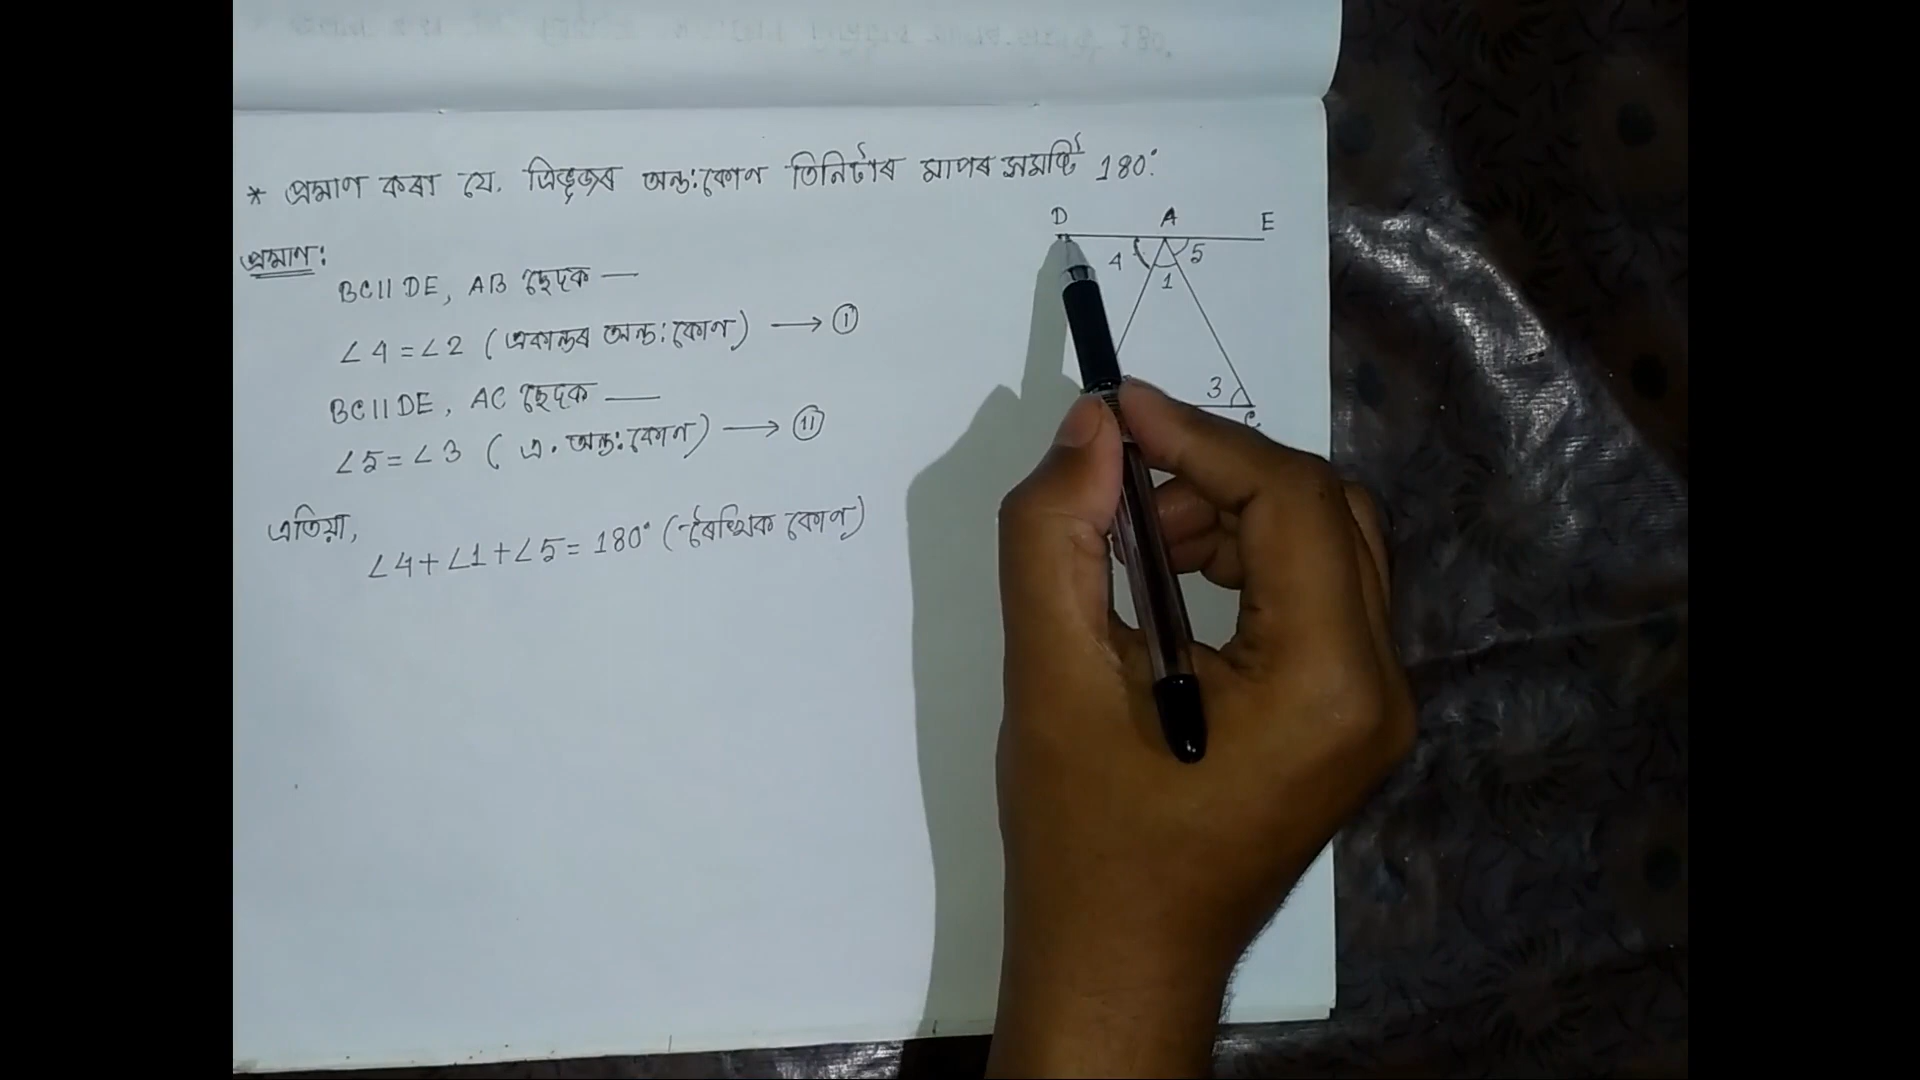 * প্ৰমাণ কৰা যে, ত্ৰিভূজৰ অন্ত:কোণ তিনিটাৰ মাপৰ সমষ্টি 180°.
প্ৰমাণ:
BC || DE, AB ছেদক —
∠4 = ∠2 (একান্তৰ অন্ত:কোণ) → (I)
BC || DE, AC ছেদক —
∠5 = ∠3 (এ. অন্ত:কোণ) → (II)
এতিয়া,
∠4 + ∠1 + ∠5 = 180° (ৰৈখিক কোণ)
D A E
4 5
1
3
C